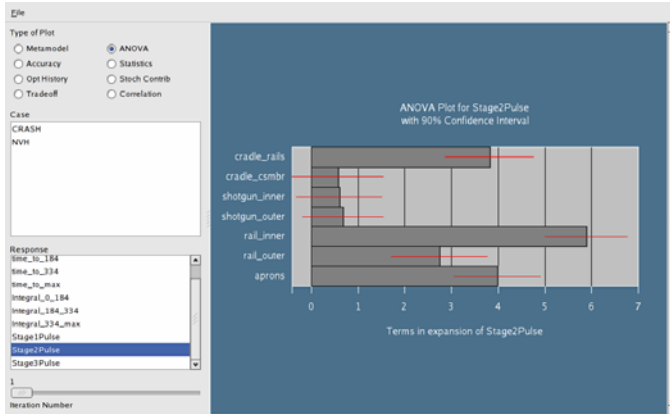 File
Type of Plot
Metamodel
ANOVA
Accuracy
Statistics
Opt History
Stoch Contrib
Tradeoff
Correlation
Case
CRASH
NVH
Response
time_to_184
time_to_334
time_to_max
Integral_0_184
Integral_184_334
Integral_334_max
Stage1Pulse
Stage2Pulse
Stage3Pulse
1
Iteration Number
ANOVA Plot for Stage2Pulse
with 90% Confidence Interval
cradle_rails
cradle_csmbr
shotgun_inner
shotgun_outer
rail_inner
rail_outer
aprons
0 1 2 3 4 5 6 7
Terms in expansion of Stage2Pulse